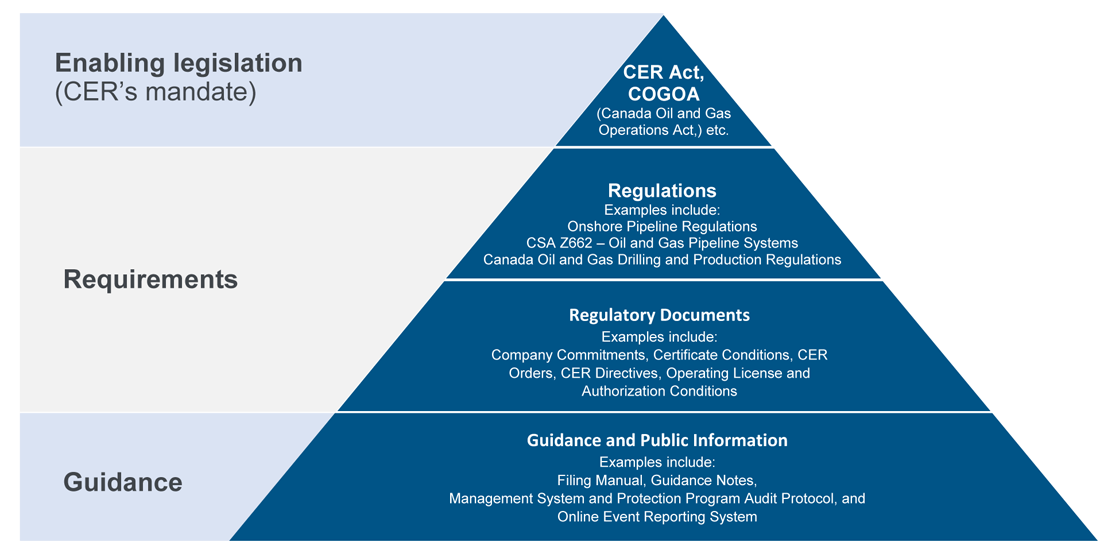 Enabling legislation
(CER's mandate)
CER Act,
COGOA
(Canada Oil and Gas
Operations Act,) etc.
Requirements
Regulations
Examples include:
Onshore Pipeline Regulations
CSA Z662 – Oil and Gas Pipeline Systems
Canada Oil and Gas Drilling and Production Regulations
Regulatory Documents
Examples include:
Company Commitments, Certificate Conditions, CER
Orders, CER Directives, Operating License and
Authorization Conditions
Guidance
Guidance and Public Information
Examples include:
Filing Manual, Guidance Notes,
Management System and Protection Program Audit Protocol, and
Online Event Reporting System